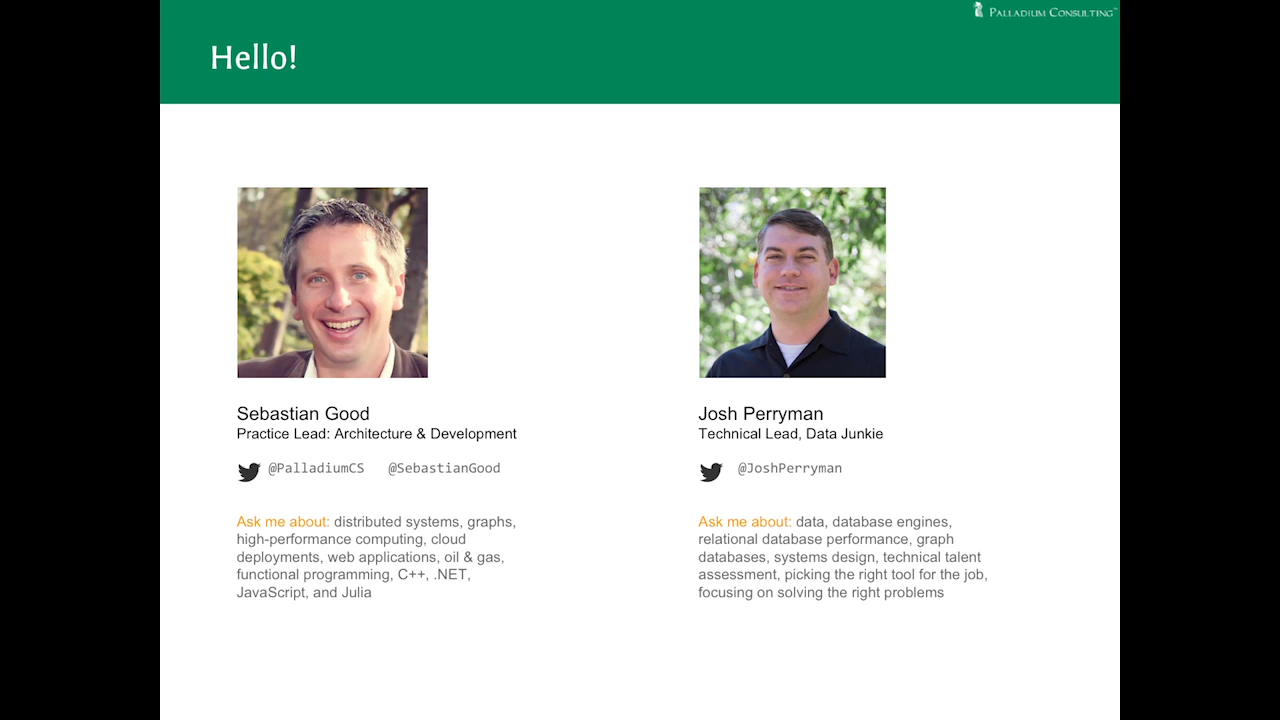 PALLADIUM CONSULTING
Hello!
Sebastian Good
Practice Lead: Architecture & Development
@PalladiumCS @SebastianGood
Ask me about: distributed systems, graphs,
high-performance computing, cloud
deployments, web applications, oil & gas,
functional programming, C++, .NET,
JavaScript, and Julia
Josh Perryman
Technical Lead, Data Junkie
@JoshPerryman
Ask me about: data, database engines,
relational database performance, graph
databases, systems design, technical talent
assessment, picking the right tool for the job,
focusing on solving the right problems